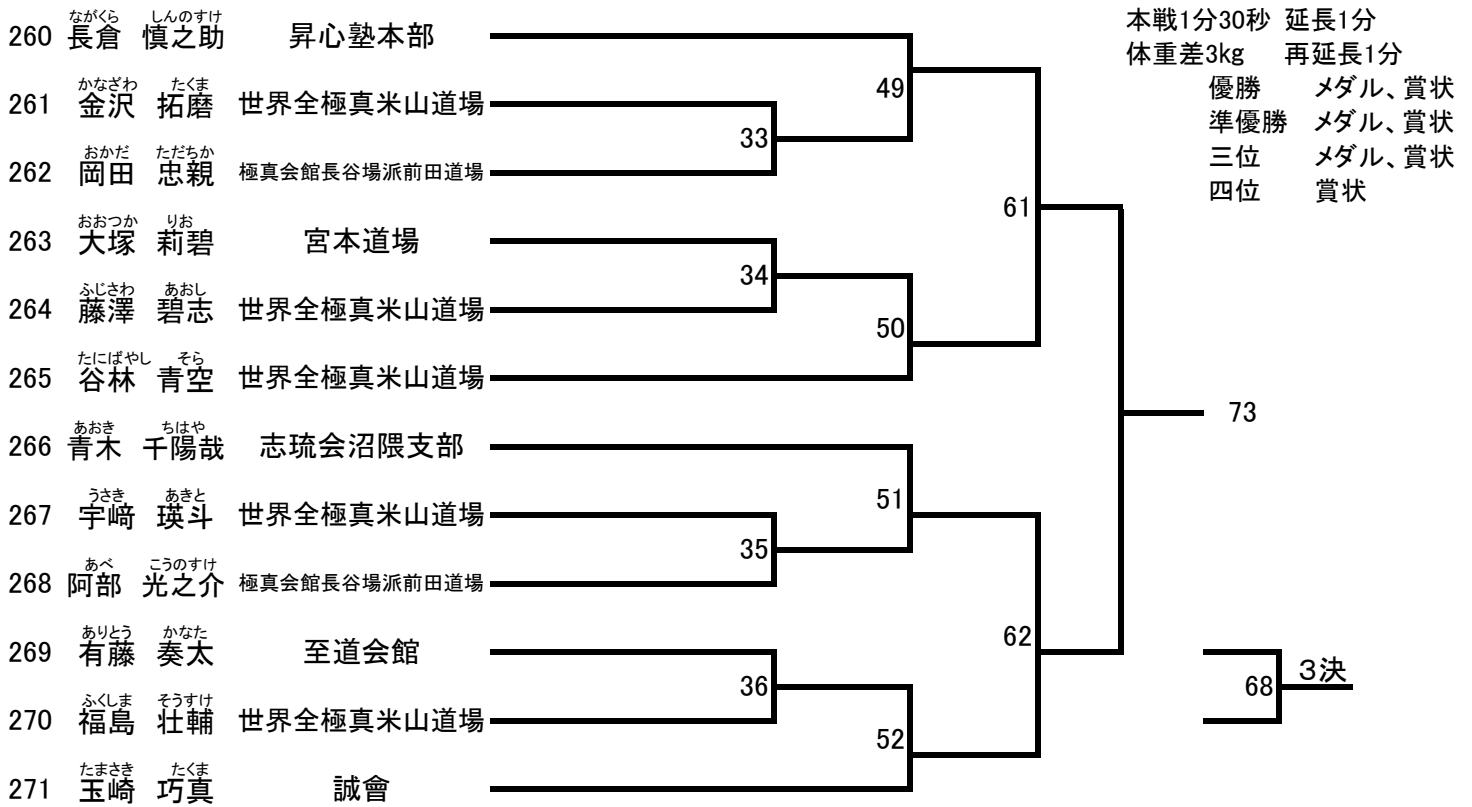 ながくら しんのすけ
260 長倉 慎之助 昇心塾本部
本戦1分30秒 延長1分
体重差3kg 再延長1分
優勝 メダル、賞状
準優勝 メダル、賞状
三位 メダル、賞状
四位 賞状
49
かなざわ たくま
261 金沢 拓磨 世界全極真米山道場
33
おかだ ただちか
262 岡田 忠親 極真会館長谷場派前田道場
61
おおつか りお
263 大塚 莉碧 宮本道場
34
ふじさわ あおし
264 藤澤 碧志 世界全極真米山道場
50
たにばやし そら
265 谷林 青空 世界全極真米山道場
73
あおき ちはや
266 青木 千陽哉 志琉会沼隈支部
51
うさき あきと
267 宇﨑 瑛斗 世界全極真米山道場
35
あべ こうのすけ
268 阿部 光之介 極真会館長谷場派前田道場
62
ありとう かなた
269 有藤 奏太 至道会館
36
68 3決
ふくしま そうすけ
270 福島 壮輔 世界全極真米山道場
52
たまさき たくま
271 玉崎 巧真 誠會